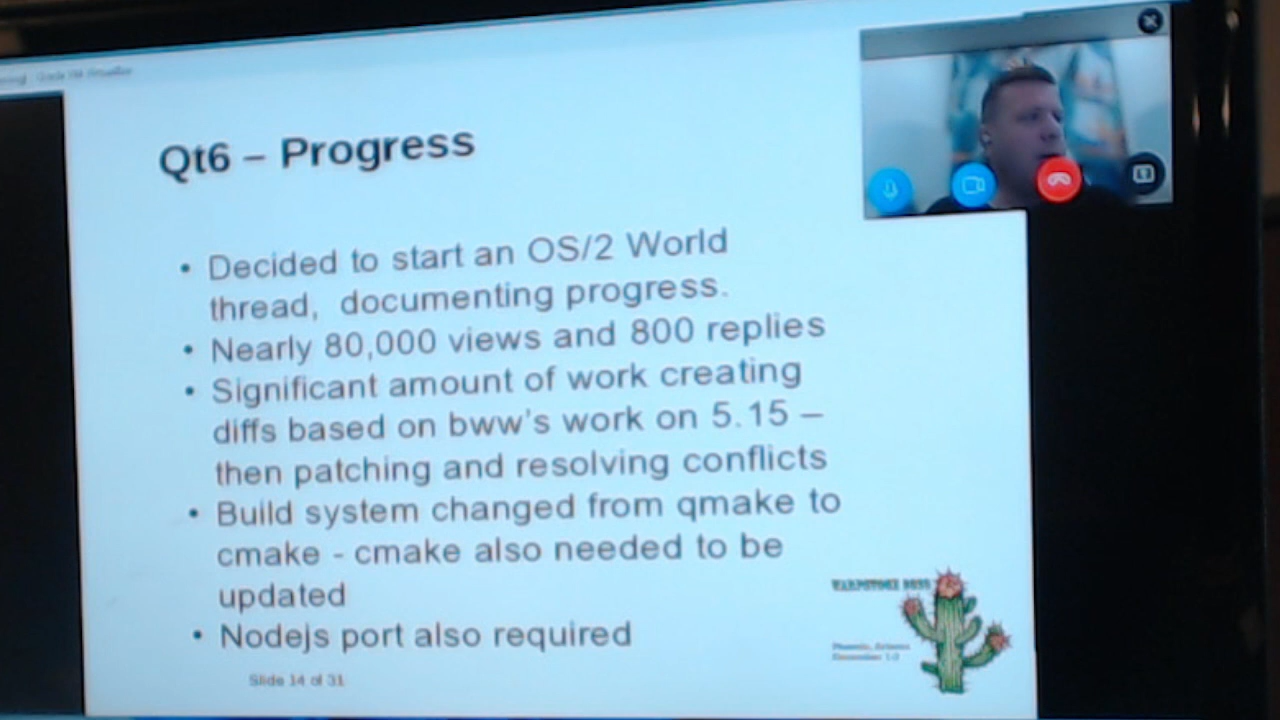 Qt6 – Progress
• Decided to start an OS/2 World
thread,  documenting progress.
• Nearly 80,000 views and 800 replies
• Significant amount of work creating
diffs based on bww's work on 5.15 –
then patching and resolving conflicts
• Build system changed from qmake to
cmake - cmake also needed to be
updated
• Nodejs port also required
Phoenix, Arizona
Slide 14 of 31